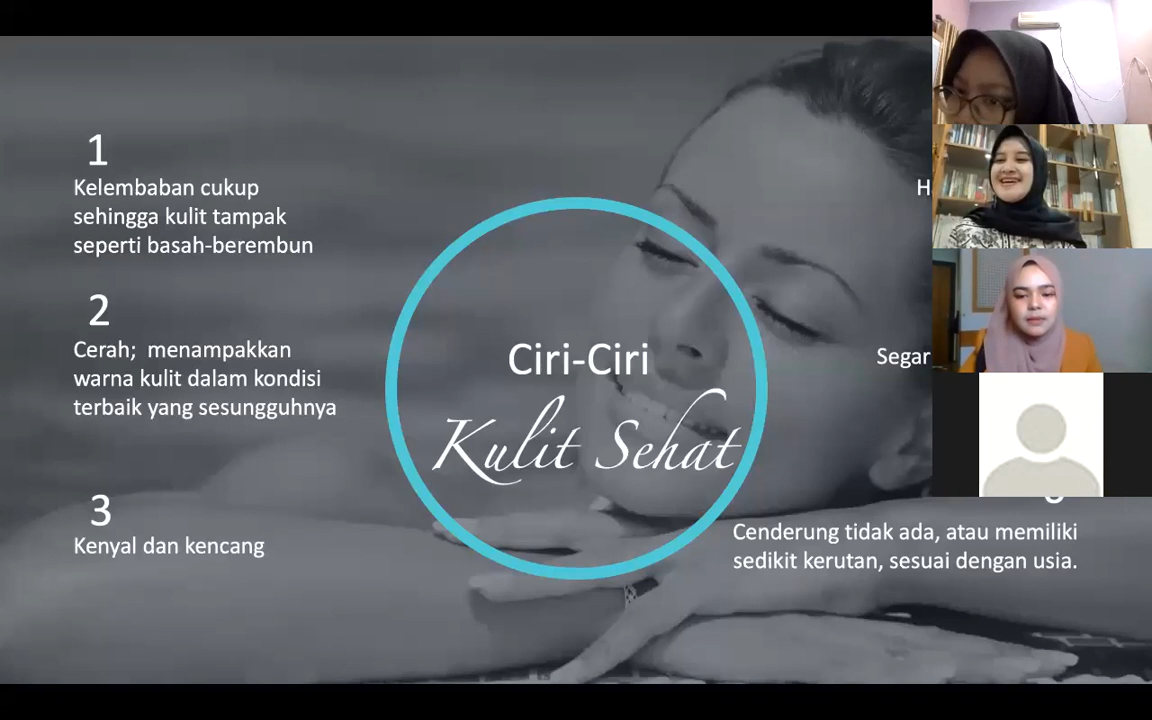 1
Kelembaban cukup
sehingga kulit tampak
seperti basah-berembun
2
Cerah;  menampakkan
warna kulit dalam kondisi
terbaik yang sesungguhnya
3
Kenyal dan kencang
Ciri-Ciri
Kulit Sehat
H
Segar
Cenderung tidak ada, atau memiliki
sedikit kerutan, sesuai dengan usia.